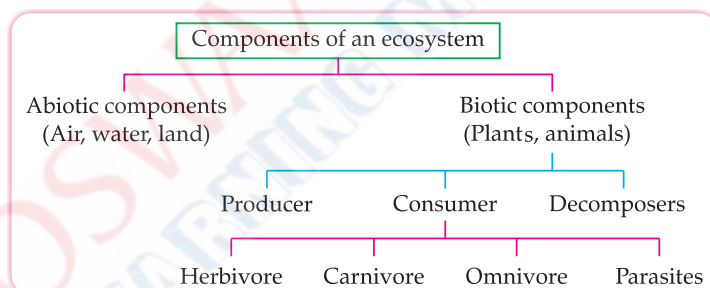 Components of an ecosystem
Abiotic components
(Air, water, land)
Biotic components
(Plants, animals)
Producer
Consumer
Decomposers
Herbivore
Carnivore
Omnivore
Parasites